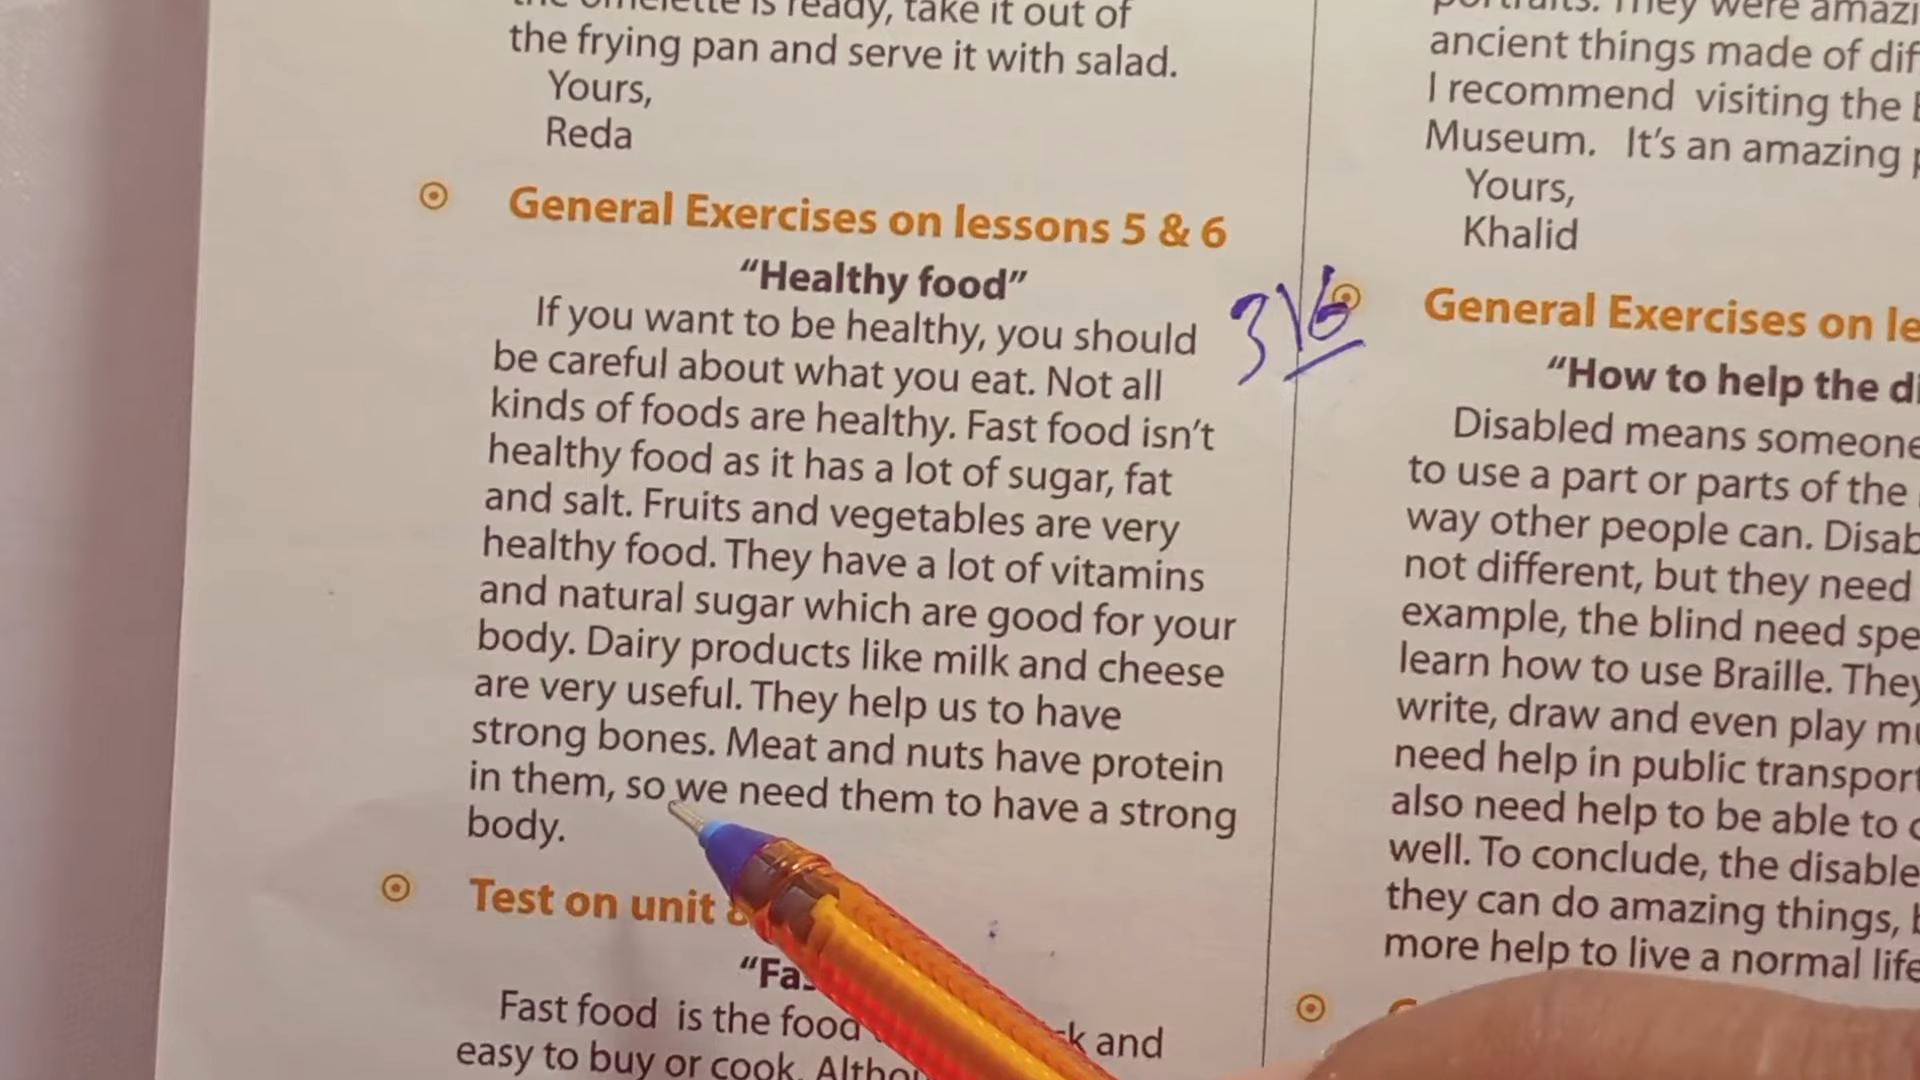 the omelette is ready, take it out of
the frying pan and serve it with salad.
Yours,
Reda
General Exercises on lessons 5 & 6
“Healthy food”
If you want to be healthy, you should
be careful about what you eat. Not all
kinds of foods are healthy. Fast food isn’t
healthy food as it has a lot of sugar, fat
and salt. Fruits and vegetables are very
healthy food. They have a lot of vitamins
and natural sugar which are good for your
body. Dairy products like milk and cheese
are very useful. They help us to have
strong bones. Meat and nuts have protein
in them, so we need them to have a strong
body.
Test on unit
Fast food is the food and
easy to buy or cook.
portraits. They were
ancient things made of
I recommend visiting the
Museum. It’s an amazing
Yours,
Khalid
316
General Exercises on
“How to help the
Disabled means someone
to use a part or parts of the
way other people can.
not different, but they need
example, the blind need
learn how to use Braille. They
write, draw and even play
need help in public
also need help to be able to
well. To conclude, the
they can do amazing things,
more help to live a normal life